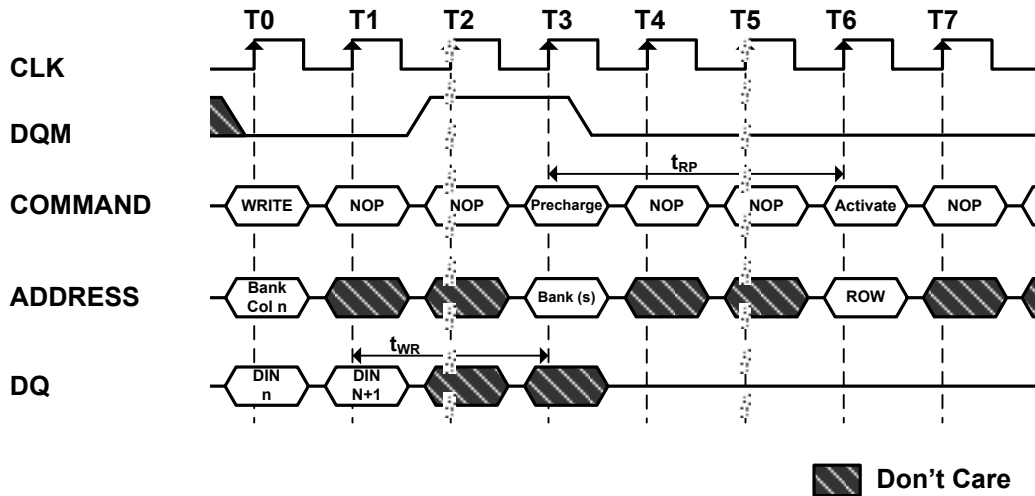 T0 T1 T2 T3 T4 T5 T6 T7
CLK
DQM
tRP
COMMAND WRITE NOP NOP Precharge NOP NOP Activate NOP
ADDRESS Bank Col n Bank (s) ROW
tWR
DQ DIN n DIN N+1
Don't Care